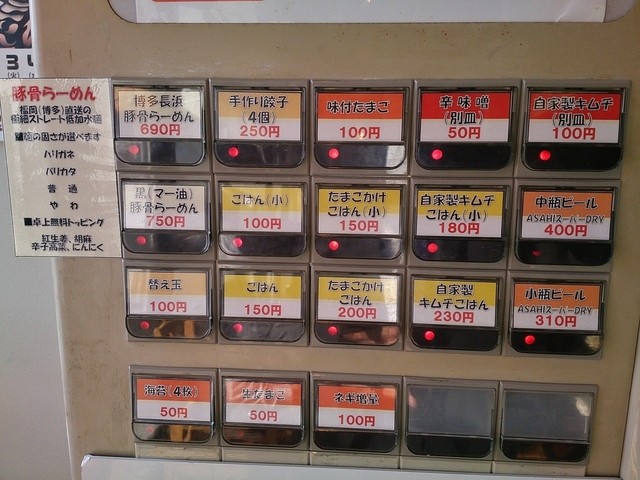 34
(火)
豚骨らーめん
福岡(博多)直送の
極細ストレート低加水麺
麺の固さが選べます
ハリガネ
バリカタ
普通
やわ
■卓上無料トッピング
紅生姜、胡麻
辛子高菜、にんにく
博多長浜
豚骨らーめん
690円
手作り餃子
(4個)
250円
味付たまご
100円
辛味噌
(別皿)
50円
自家製キムチ
(別皿)
100円
黒(マー油)
豚骨らーめん
750円
ごはん(小)
100円
たまごかけ
ごはん(小)
150円
自家製キムチ
ごはん(小)
180円
中瓶ビール
ASAHIスーパーDRY
400円
替え玉
100円
ごはん
150円
たまごかけ
ごはん
200円
自家製
キムチごはん
230円
小瓶ビール
ASAHIスーパーDRY
310円
海苔(4枚)
50円
生たまご
50円
ネギ増量
100円